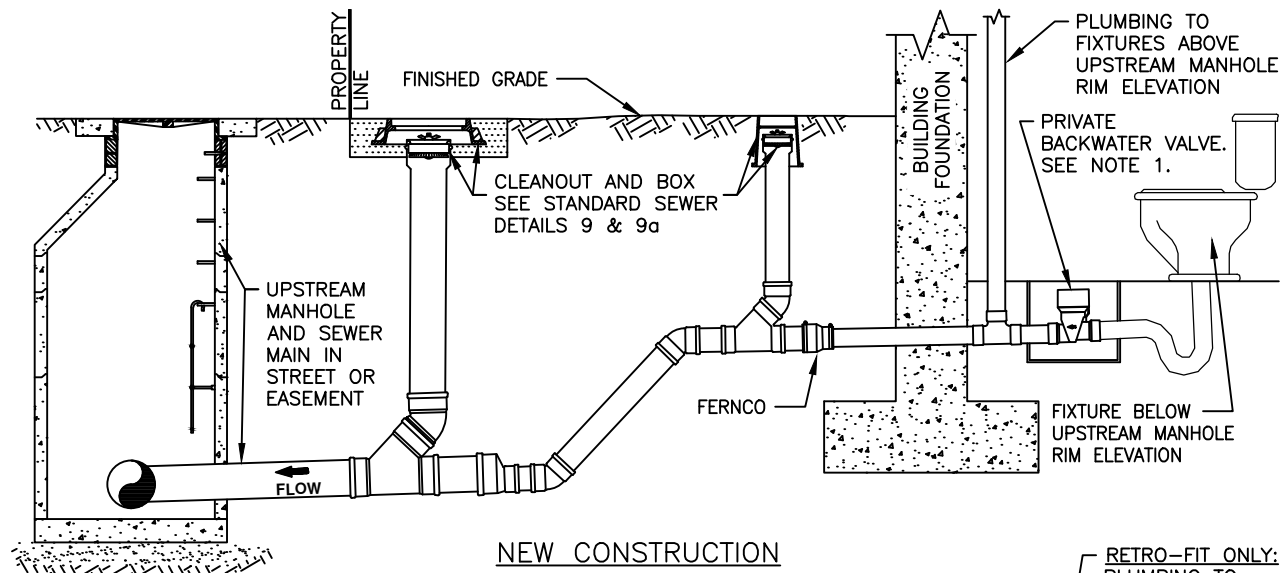 PROPERTY
LINE
FINISHED GRADE
BUILDING
FOUNDATION
PLUMBING TO
FIXTURES ABOVE
UPSTREAM MANHOLE
RIM ELEVATION
PRIVATE
BACKWATER VALVE.
SEE NOTE 1.
CLEANOUT AND BOX
SEE STANDARD SEWER
DETAILS 9 & 9a
UPSTREAM
MANHOLE
AND SEWER
MAIN IN
STREET OR
EASEMENT
FERNCO
FIXTURE BELOW
UPSTREAM MANHOLE
RIM ELEVATION
FLOW
NEW CONSTRUCTION
RETRO-FIT ONLY:
PLUMBING TO